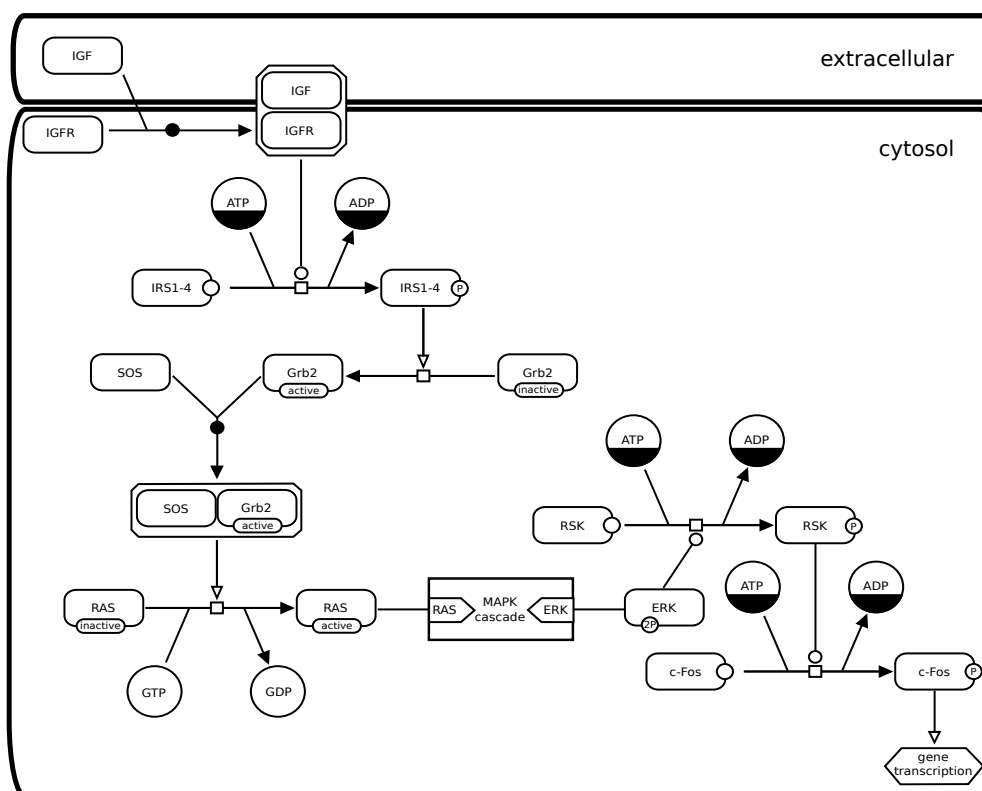 IGF
extracellular
IGF
IGFR
IGFR
cytosol
ATP
ADP
IRS1-4
IRS1-4
P
SOS
Grb2
active
Grb2
inactive
ATP
ADP
SOS
Grb2
active
RSK
RSK
P
ATP
ADP
RAS
inactive
RAS
active
RAS
MAPK
cascade
ERK
ERK
2P
c-Fos
c-Fos
P
GTP
GDP
gene
transcription